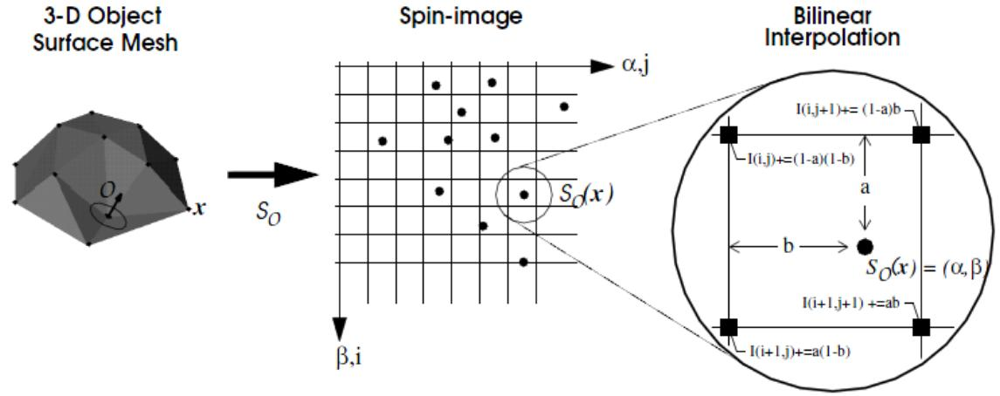 3-D Object
Surface Mesh
Spin-image
Bilinear
Interpolation
α,j
O
x
S_O
S_O(x)
β,i
I(i,j+1)+= (1-a)b
I(i,j)+=(1-a)(1-b)
a
b
S_O(x) = (α,β)
I(i+1,j+1) +=ab
I(i+1,j)+=a(1-b)